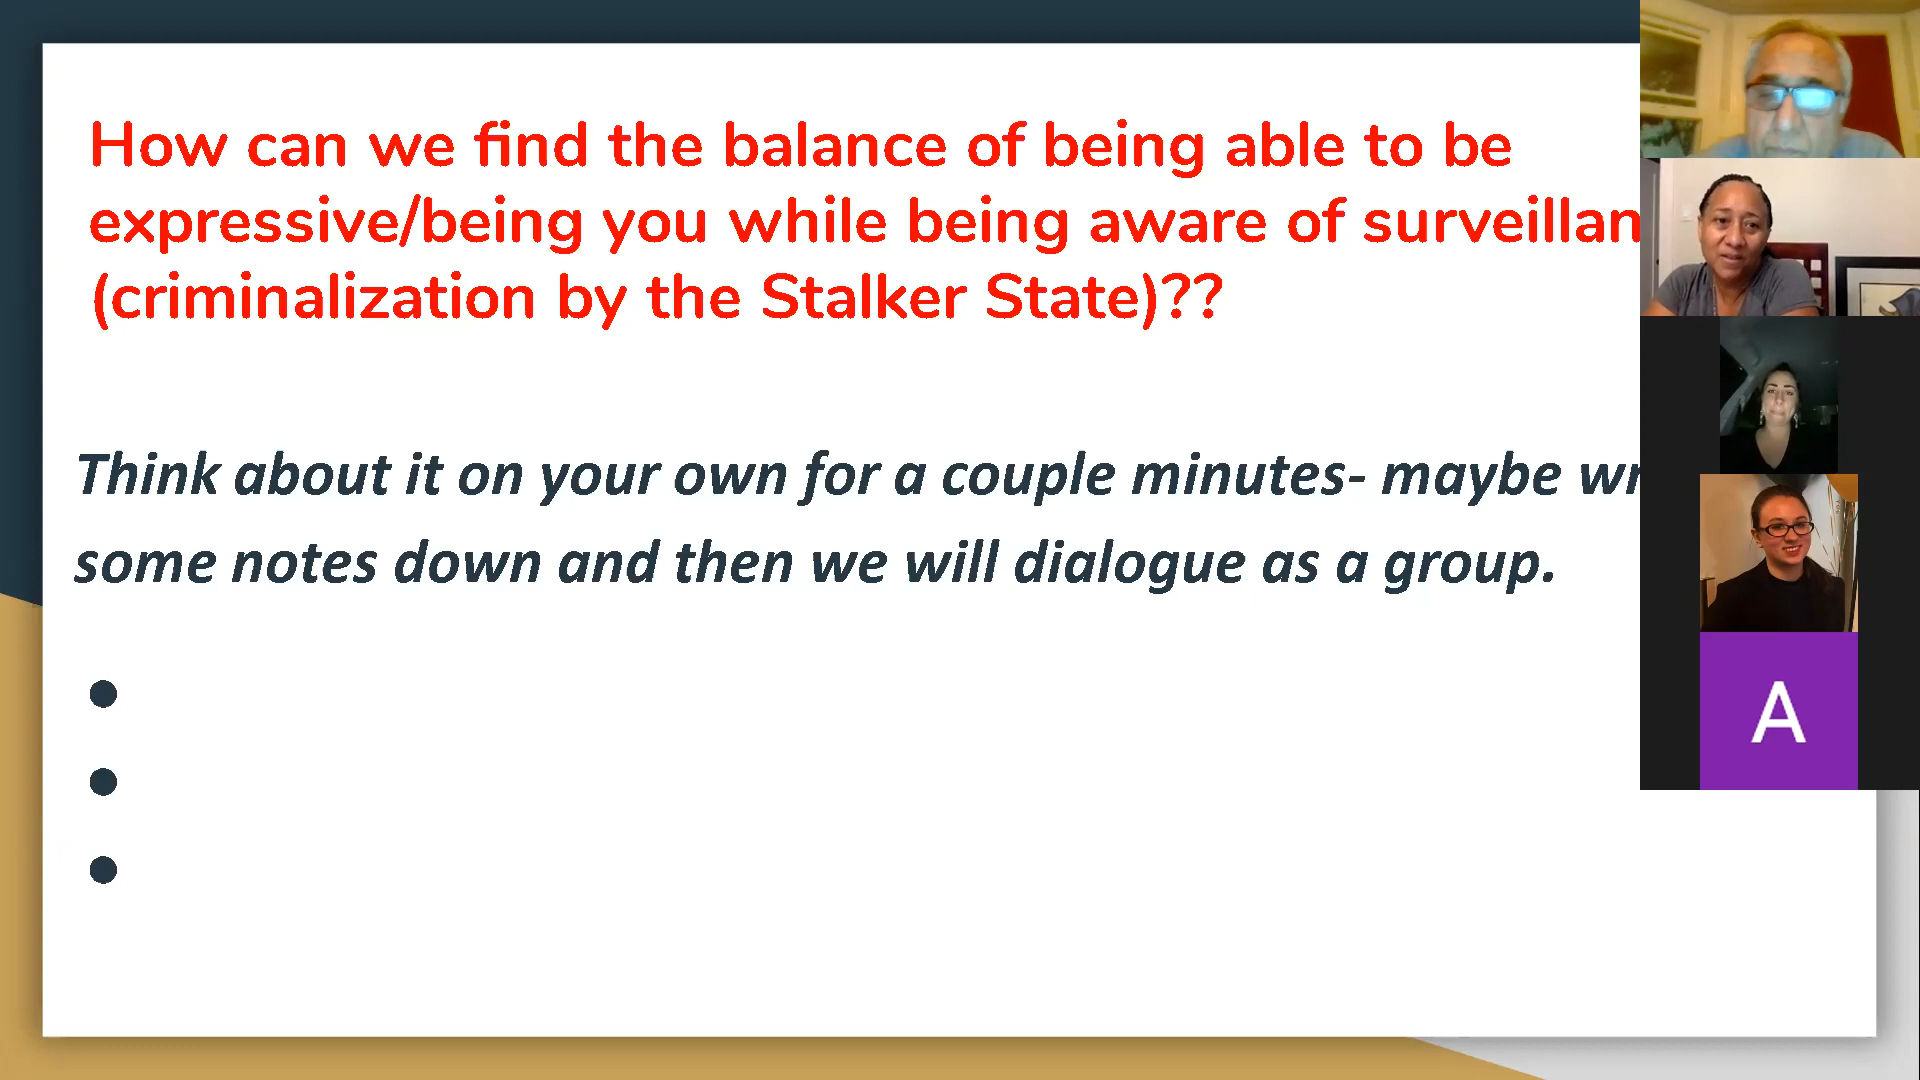 How can we find the balance of being able to be
expressive/being you while being aware of surveillan
(criminalization by the Stalker State)??
Think about it on your own for a couple minutes- maybe wr
some notes down and then we will dialogue as a group.
A